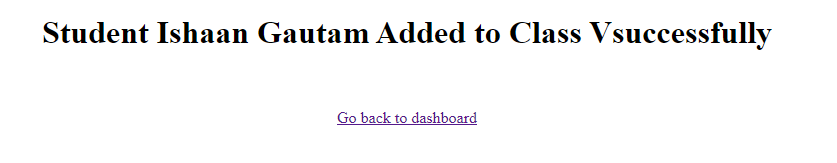 Student Ishaan Gautam Added to Class Vsuccessfully
Go back to dashboard